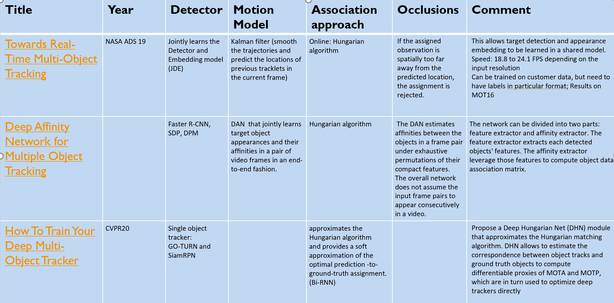 Title
Year
Detector
Motion
Model
Association
approach
Occlusions
Comment
Towards Real-
Time Multi-Object
Tracking
NASA ADS 19
Jointly learns the
Detector and
Embedding model
(JDE)
Kalman filter (smooth
the trajectories and
predict the locations of
previous tracklets in
the current frame)
Online: Hungarian
algorithm
If the assigned
observation is
spatially too far
away from the
predicted location,
the assignment is
rejected.
This allows target detection and appearance
embedding to be learned in a shared model.
Speed: 18.8 to 24.1 FPS depending on the
input resolution
Can be trained on customer data, but need to
have labels in particular format; Results on
MOT16
Deep Affinity
Network for
Multiple Object
Tracking
Faster R-CNN,
SDP, DPM
DAN that jointly learns
target object
appearances and their
affinities in a pair of
video frames in an end-
to-end fashion.
Hungarian algorithm
The DAN estimates
affinities between the
objects in a frame pair
under exhaustive
permutations of their
compact features.
The overall network
does not assume the
input frame pairs to
appear consecutively
in a video.
The network can be divided into two parts:
feature extractor and affinity extractor. The
feature extractor extracts each detected
objects' features. The affinity extractor
leverage those features to compute object data
association matrix.
How To Train Your
Deep Multi-
Object Tracker
CVPR20
Single object
tracker:
GO-TURN and
SiamRPN
approximates the
Hungarian algorithm
and provides a soft
approximation of the
optimal prediction -to-
ground-truth assignment.
(Bi-RNN)
Propose a Deep Hungarian Net (DHN) module
that approximates the Hungarian matching
algorithm. DHN allows to estimate the
correspondence between object tracks and
ground truth objects to compute
differentiable proxies of MOTA and MOTP,
which are in turn used to optimize deep
trackers directly